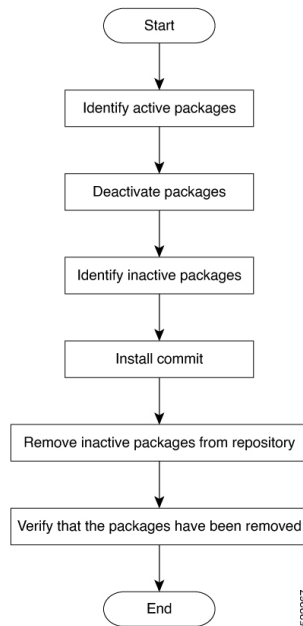 Start
Identify active packages
Deactivate packages
Identify inactive packages
Install commit
Remove inactive packages from repository
Verify that the packages have been removed
End